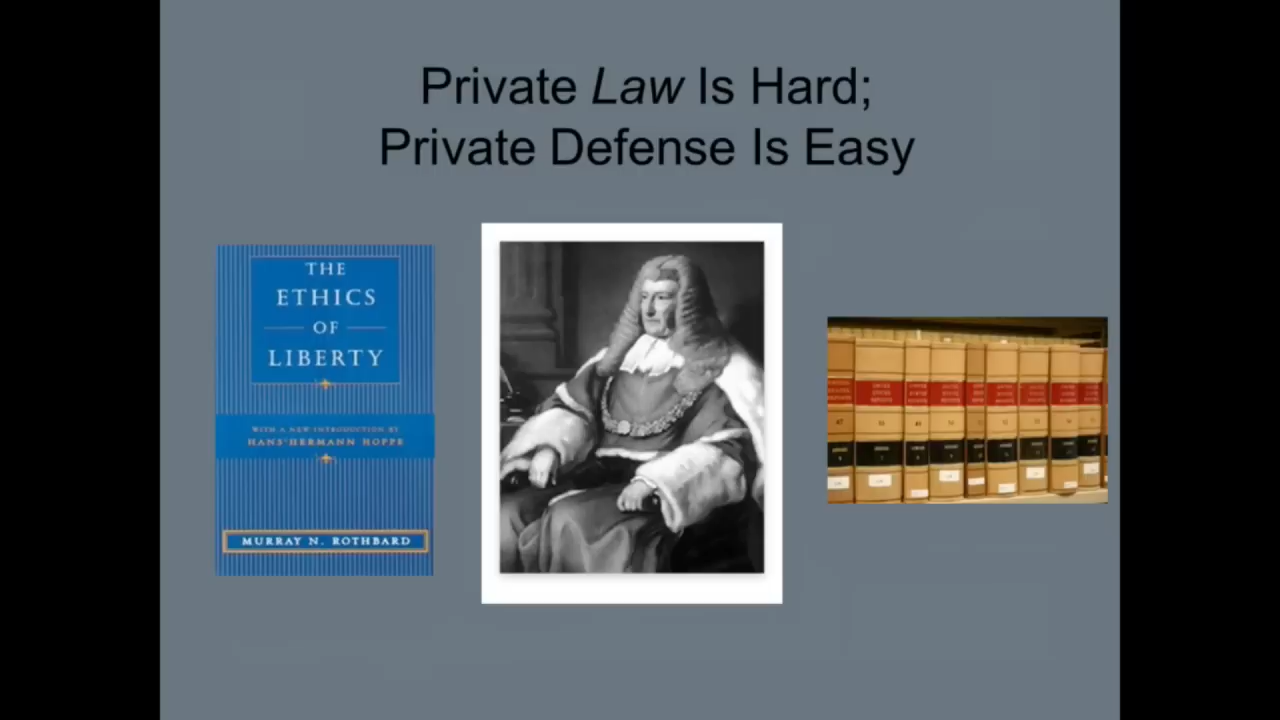 Private Law Is Hard;
Private Defense Is Easy
THE
ETHICS
OF
LIBERTY
WITH A NEW INTRODUCTION BY
HANS-HERMANN HOPPE
MURRAY N. ROTHBARD